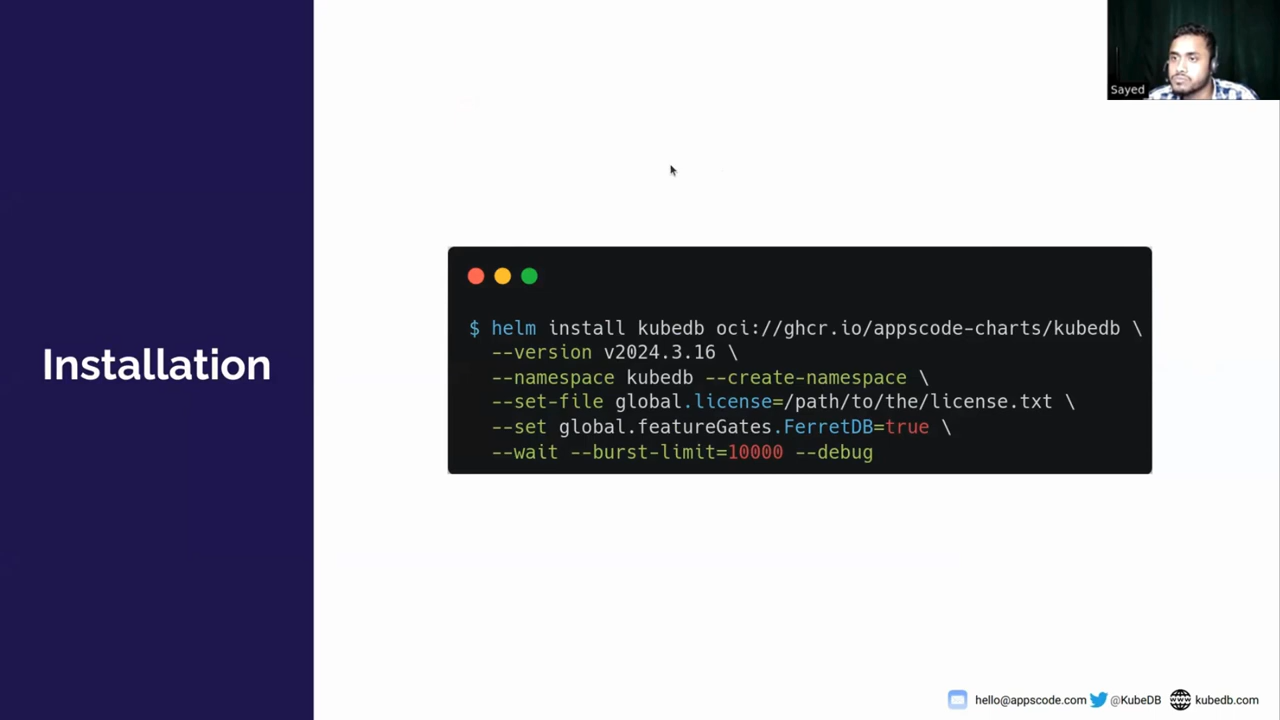 Sayed
Installation
$ helm install kubedb oci://ghcr.io/appscode-charts/kubedb \
--version v2024.3.16 \
--namespace kubedb --create-namespace \
--set-file global.license=/path/to/the/license.txt \
--set global.featureGates.FerretDB=true \
--wait --burst-limit=10000 --debug
hello@appscode.com @KubeDB kubedb.com